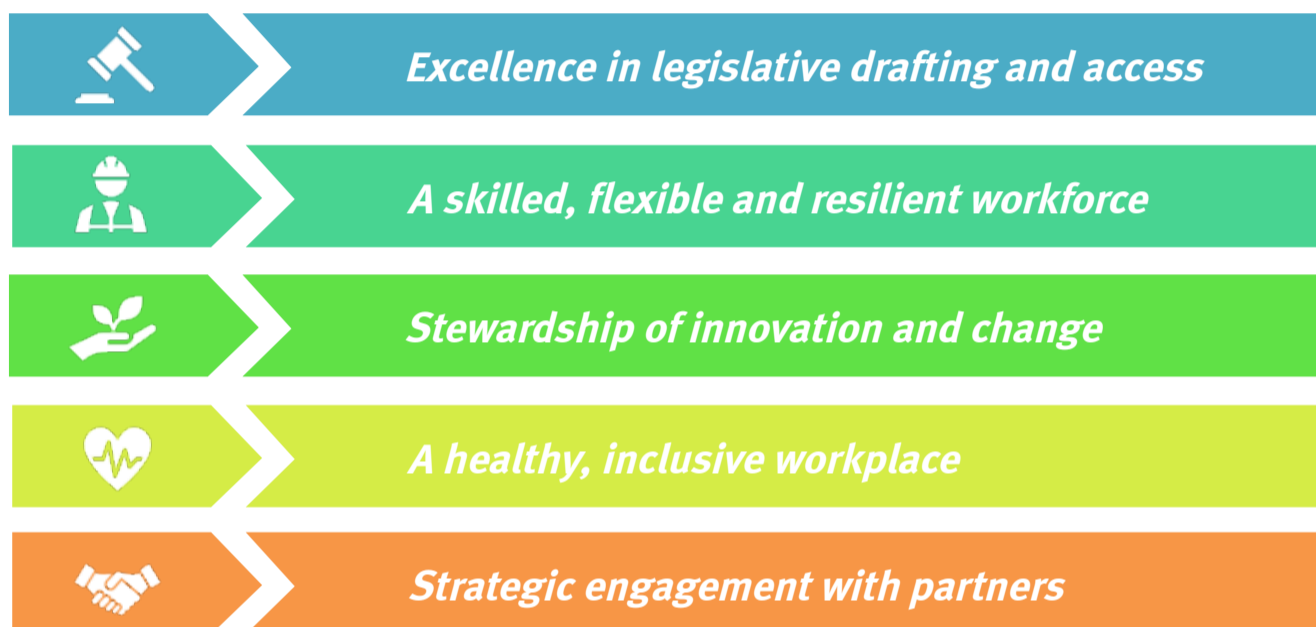 Excellence in legislative drafting and access
A skilled, flexible and resilient workforce
Stewardship of innovation and change
A healthy, inclusive workplace
Strategic engagement with partners